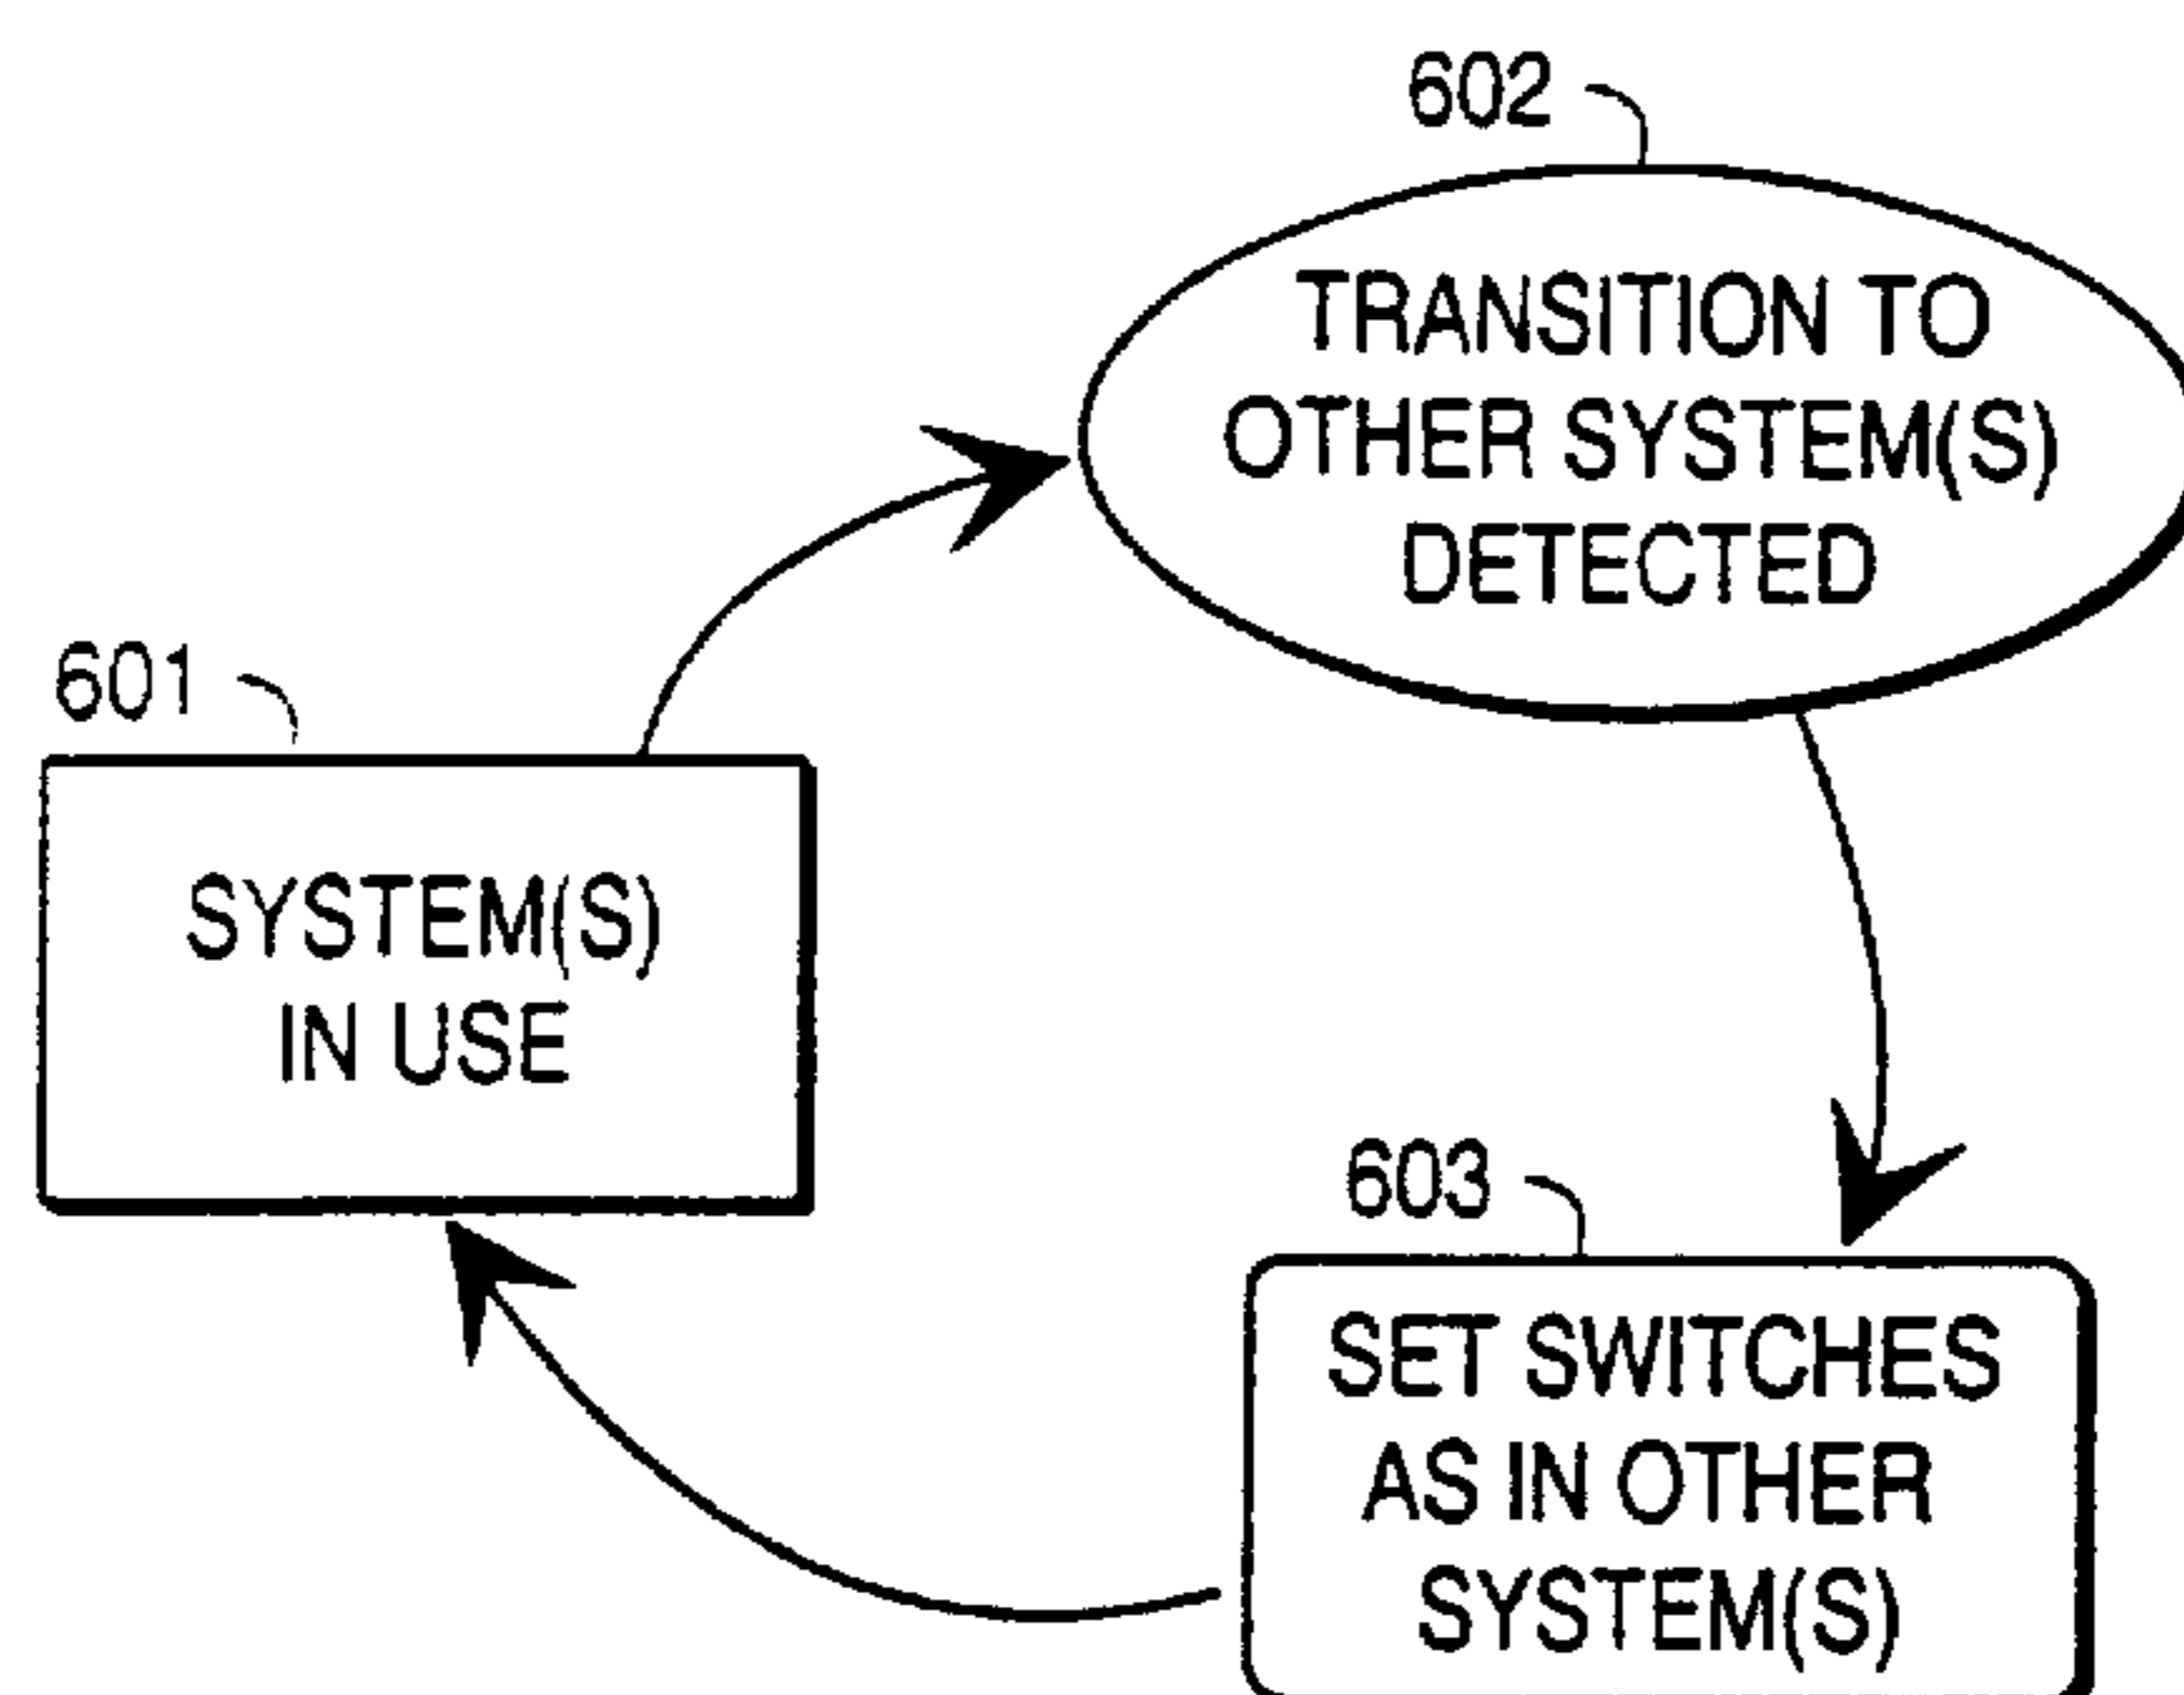 602
TRANSITION TO
OTHER SYSTEM(S)
DETECTED
601
SYSTEM(S)
IN USE
603
SET SWITCHES
AS IN OTHER
SYSTEM(S)